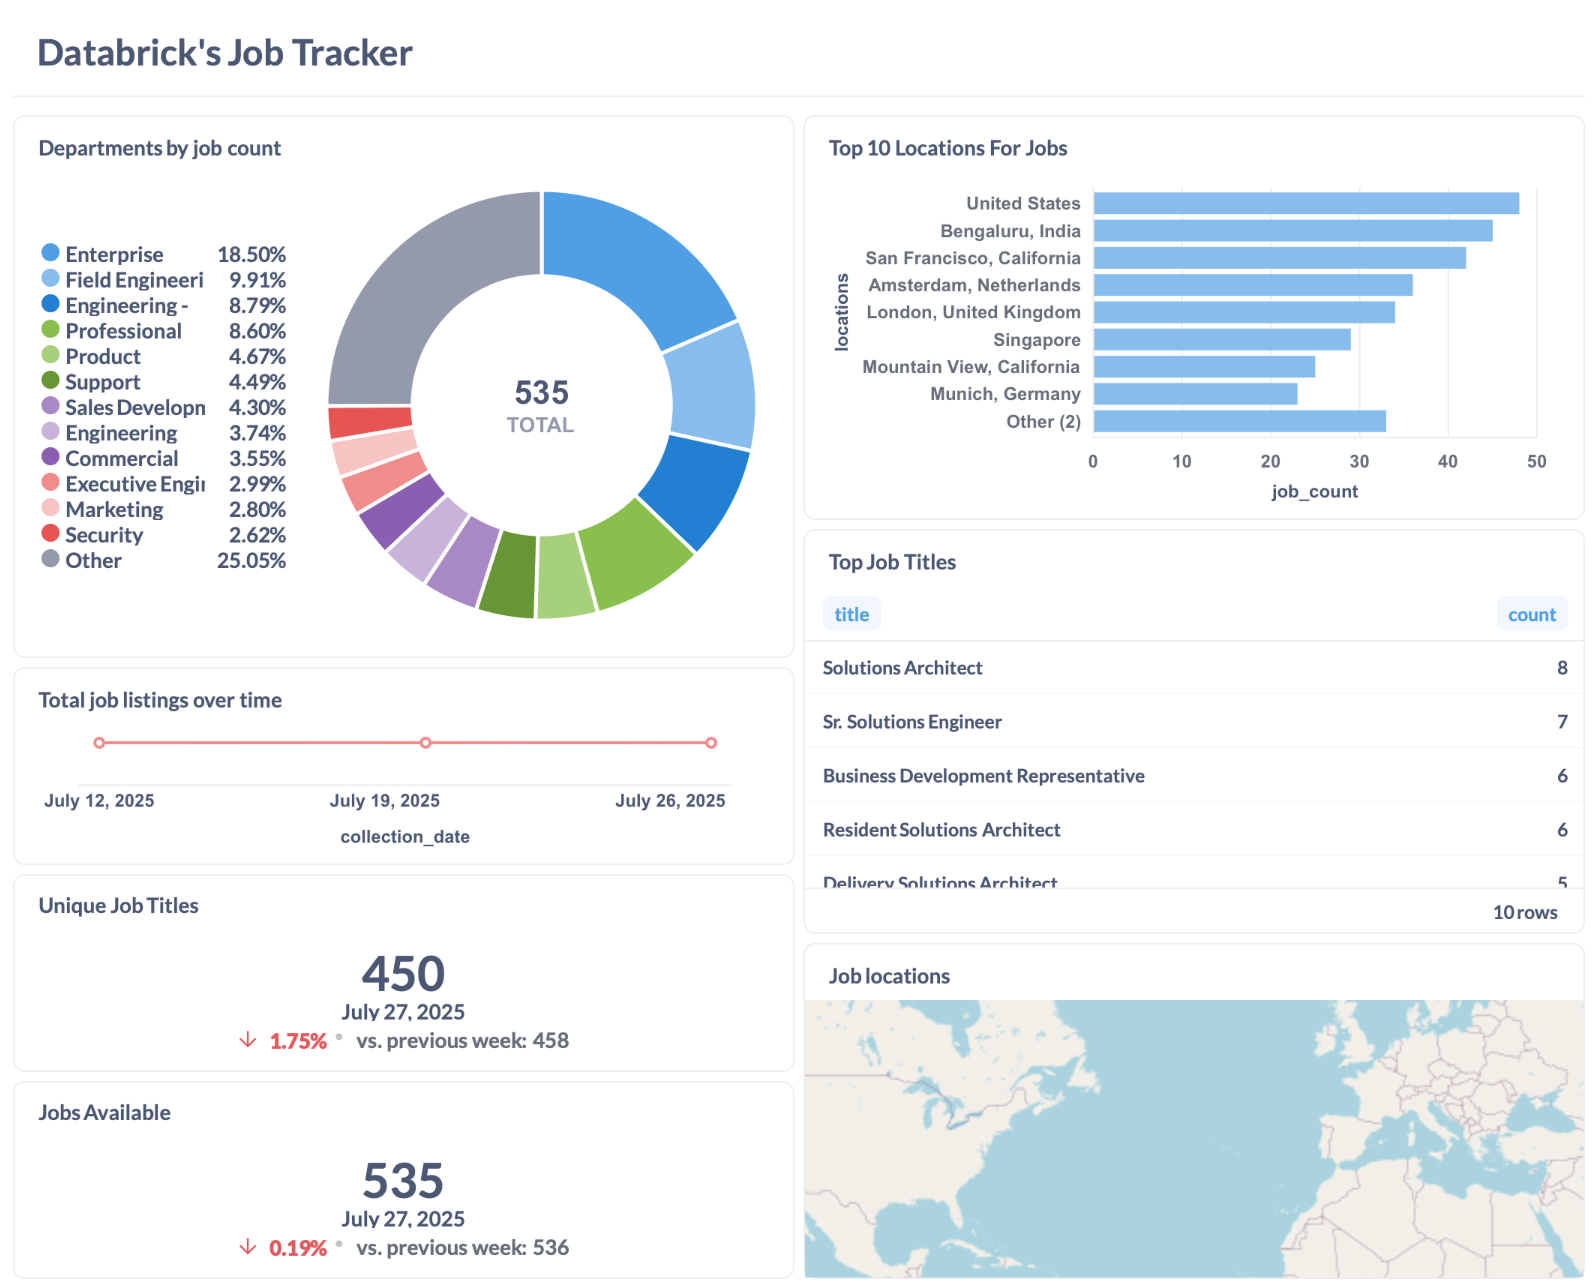 Databrick's Job Tracker
Departments by job count
Enterprise 18.50%
Field Engineeri 9.91%
Engineering - 8.79%
Professional 8.60%
Product 4.67%
Support 4.49%
Sales Developn 4.30%
Engineering 3.74%
Commercial 3.55%
Executive Engir 2.99%
Marketing 2.80%
Security 2.62%
Other 25.05%
535
TOTAL
Total job listings over time
July 12, 2025 July 19, 2025 July 26, 2025
collection_date
Unique Job Titles
450
July 27, 2025
↓ 1.75% • vs. previous week: 458
Jobs Available
535
July 27, 2025
↓ 0.19% • vs. previous week: 536
Top 10 Locations For Jobs
locations
United States
Bengaluru, India
San Francisco, California
Amsterdam, Netherlands
London, United Kingdom
Singapore
Mountain View, California
Munich, Germany
Other (2)
0 10 20 30 40 50
job_count
Top Job Titles
title count
Solutions Architect 8
Sr. Solutions Engineer 7
Business Development Representative 6
Resident Solutions Architect 6
Delivery Solutions Architect 5
10 rows
Job locations